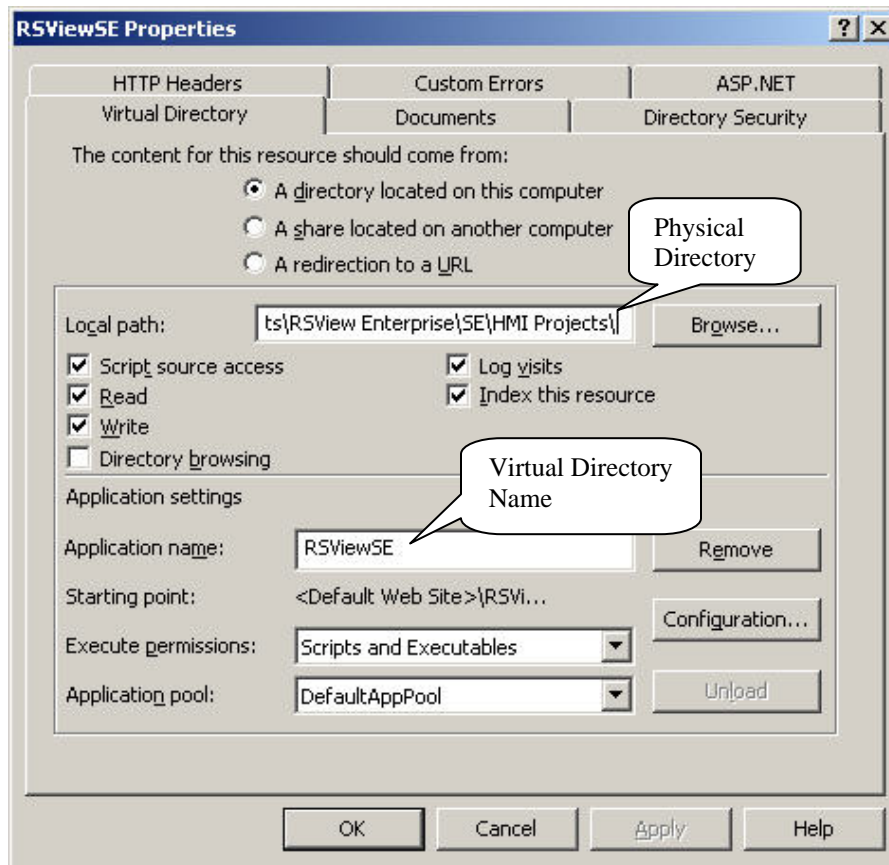 RSViewSE Properties
HTTP Headers Custom Errors ASP.NET
Virtual Directory Documents Directory Security
The content for this resource should come from:
A directory located on this computer
A share located on another computer
A redirection to a URL
Physical
Directory
Local path: ts\RSView Enterprise\SE\HMI Projects\ Browse...
Script source access Log visits
Read Index this resource
Write
Directory browsing
Virtual Directory
Name
Application settings
Application name: RSViewSE Remove
Starting point: <Default Web Site>\RSVi...
Configuration...
Execute permissions: Scripts and Executables
Application pool: DefaultAppPool Unload
OK Cancel Apply Help